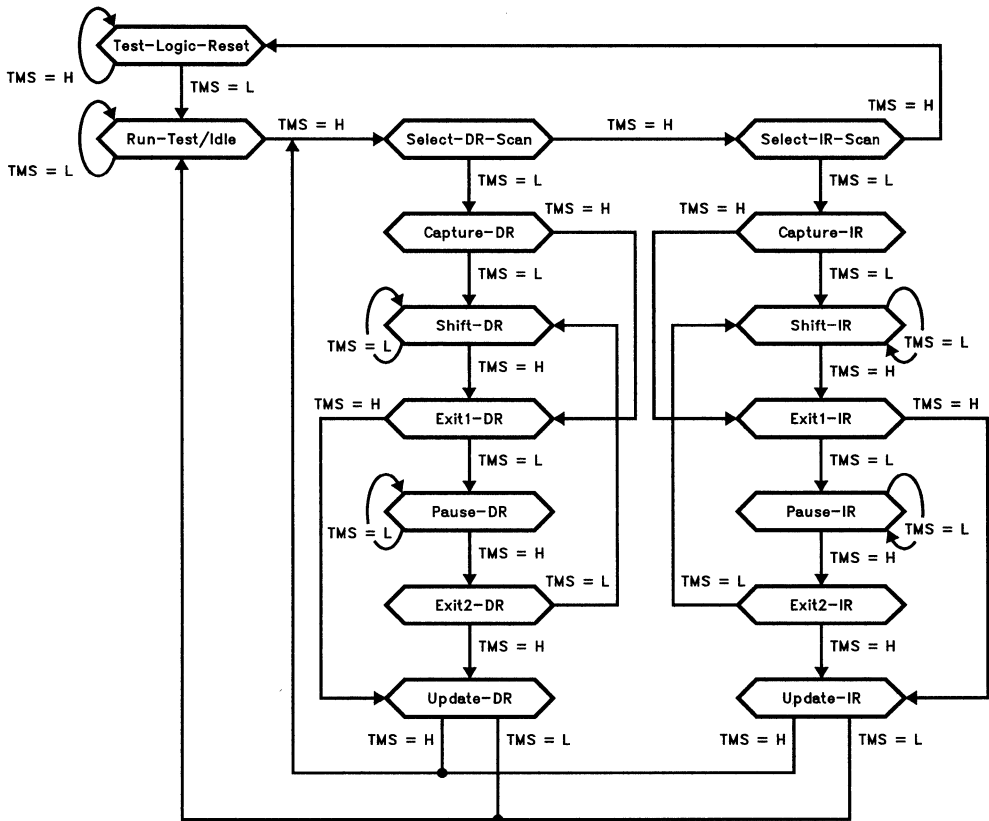 Test-Logic-Reset
TMS = H
TMS = L
Run-Test/Idle
TMS = H
Select-DR-Scan
TMS = H
Select-IR-Scan
TMS = H
TMS = L
TMS = L
TMS = L
TMS = H
TMS = H
Capture-DR
Capture-IR
TMS = L
TMS = L
Shift-DR
Shift-IR
TMS = L
TMS = L
TMS = H
TMS = H
TMS = H
Exit1-DR
Exit1-IR
TMS = H
TMS = L
TMS = L
Pause-DR
Pause-IR
TMS = L
TMS = L
TMS = H
TMS = H
Exit2-DR
TMS = L
TMS = L
Exit2-IR
TMS = H
TMS = H
Update-DR
Update-IR
TMS = H
TMS = L
TMS = H
TMS = L